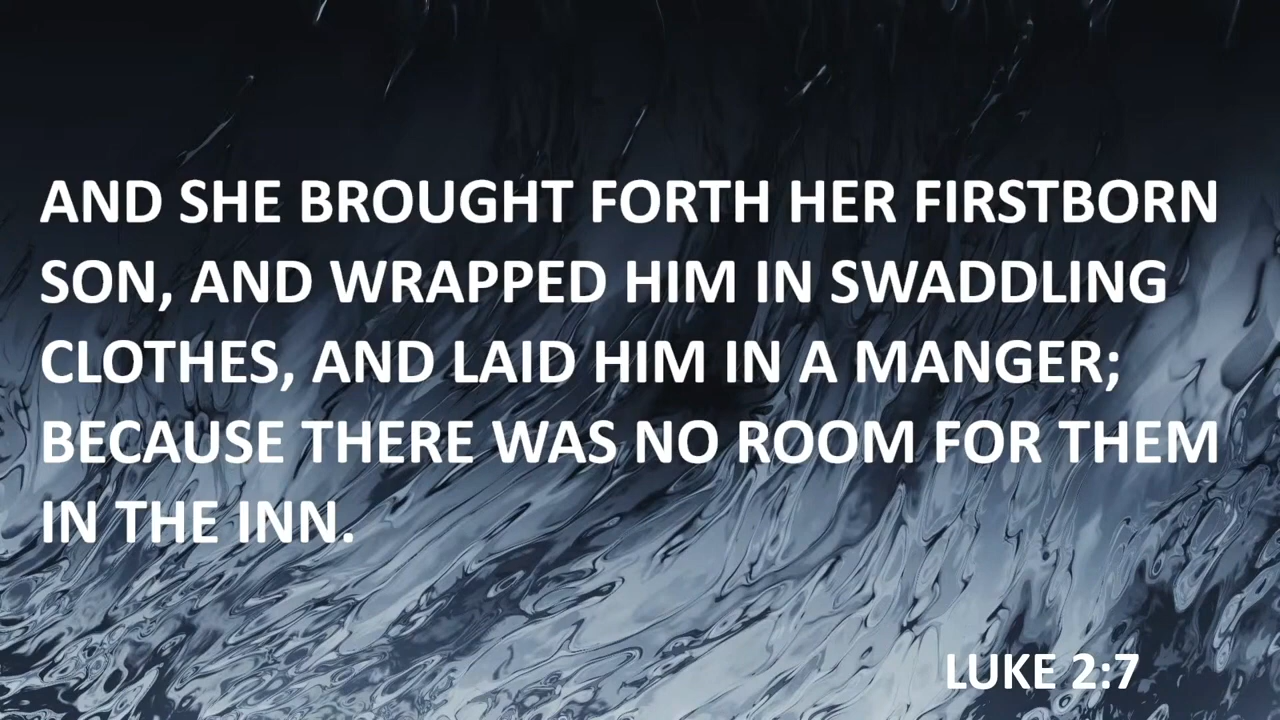 AND SHE BROUGHT FORTH HER FIRSTBORN
SON, AND WRAPPED HIM IN SWADDLING
CLOTHES, AND LAID HIM IN A MANGER;
BECAUSE THERE WAS NO ROOM FOR THEM
IN THE INN.
LUKE 2:7